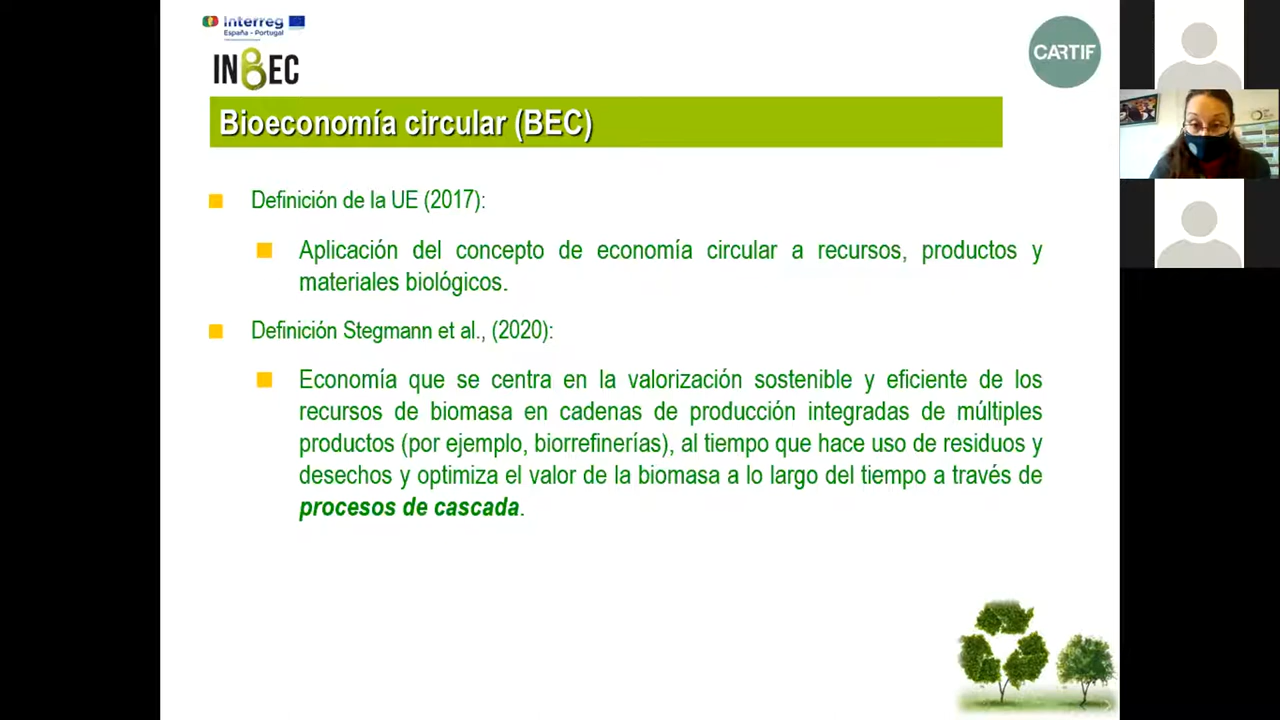 Interreg
España - Portugal
INBEC
CARTIF
Bioeconomía circular (BEC)
Definición de la UE (2017):
Aplicación del concepto de economía circular a recursos, productos y
materiales biológicos.
Definición Stegmann et al., (2020):
Economía que se centra en la valorización sostenible y eficiente de los
recursos de biomasa en cadenas de producción integradas de múltiples
productos (por ejemplo, biorrefinerías), al tiempo que hace uso de residuos y
desechos y optimiza el valor de la biomasa a lo largo del tiempo a través de
procesos de cascada.